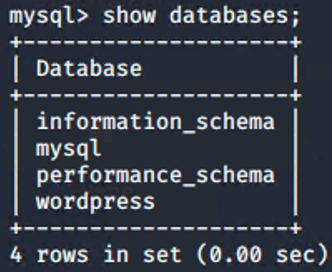 mysql> show databases;
+--------------------+
| Database           |
+--------------------+
| information_schema |
| mysql              |
| performance_schema |
| wordpress          |
+--------------------+
4 rows in set (0.00 sec)